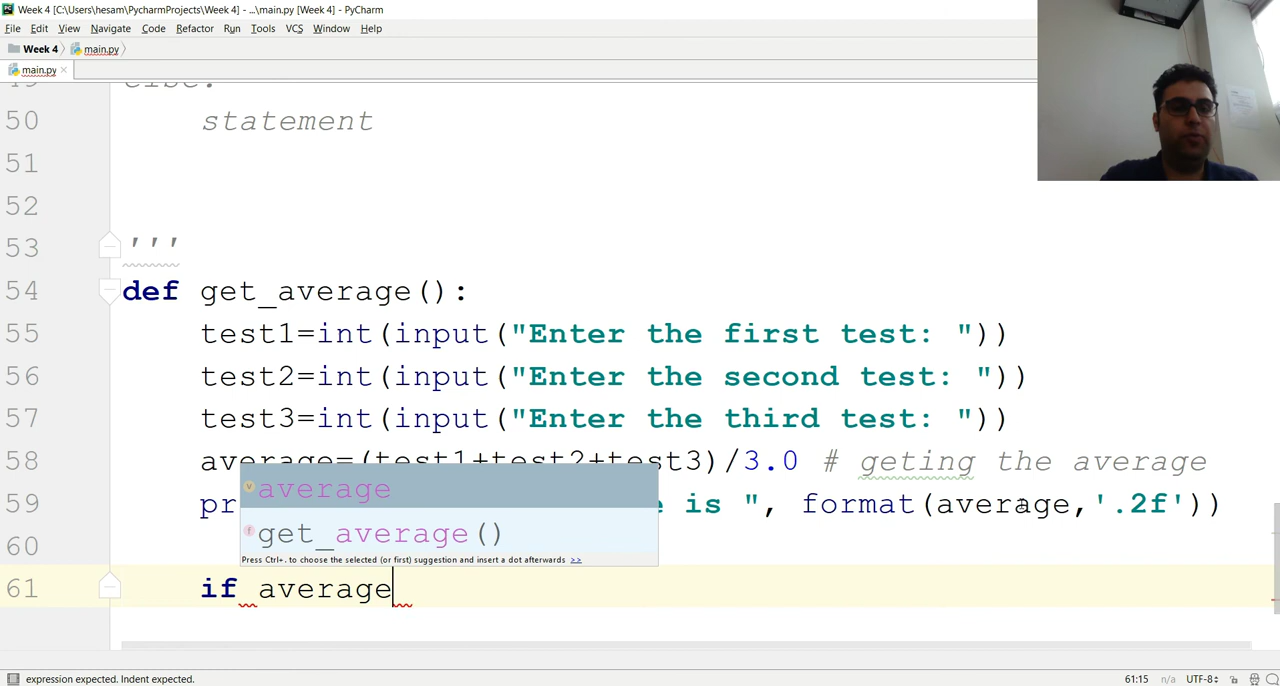 Week 4 [C:\Users\hesam\PycharmProjects\Week 4] - ...\main.py [Week 4] - PyCharm
File Edit View Navigate Code Refactor Run Tools VCS Window Help
Week 4 main.py
main.py
49 else:
50 statement
51
52
53 '''
54 def get_average():
55 test1=int(input("Enter the first test: "))
56 test2=int(input("Enter the second test: "))
57 test3=int(input("Enter the third test: "))
58 average=(test1+test2+test3)/3.0 # geting the average
59 pr is ", format(average,'.2f'))
v average
f get_average()
Press Ctrl+. to choose the selected (or first) suggestion and insert a dot afterwards >>
60
61 if average
expression expected. Indent expected. 61:15 n/a UTF-8